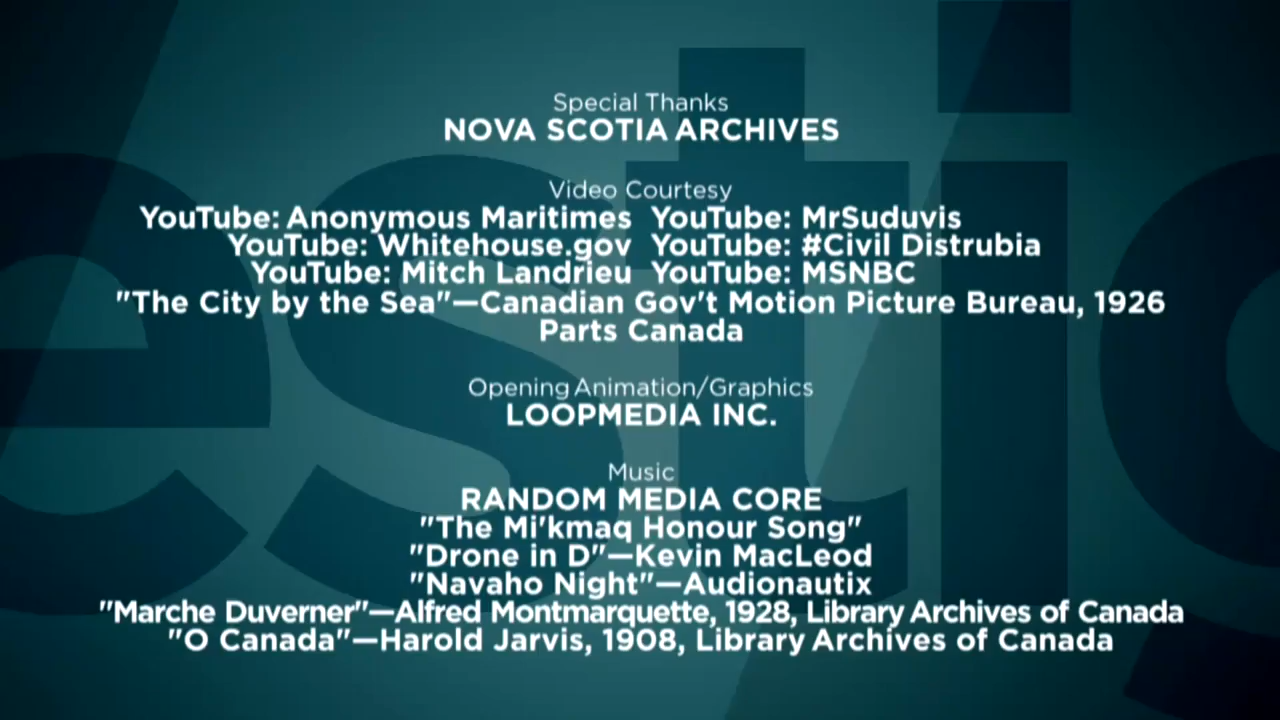 Special Thanks
NOVA SCOTIA ARCHIVES
Video Courtesy
YouTube: Anonymous Maritimes YouTube: MrSuduvis
YouTube: Whitehouse.gov YouTube: #Civil Distrubia
YouTube: Mitch Landrieu YouTube: MSNBC
"The City by the Sea"—Canadian Gov't Motion Picture Bureau, 1926
Parts Canada
Opening Animation/Graphics
LOOPMEDIA INC.
Music
RANDOM MEDIA CORE
"The Mi'kmaq Honour Song"
"Drone in D"—Kevin MacLeod
"Navaho Night"—Audionautix
"Marche Duverner"—Alfred Montmarquette, 1928, Library Archives of Canada
"O Canada"—Harold Jarvis, 1908, Library Archives of Canada